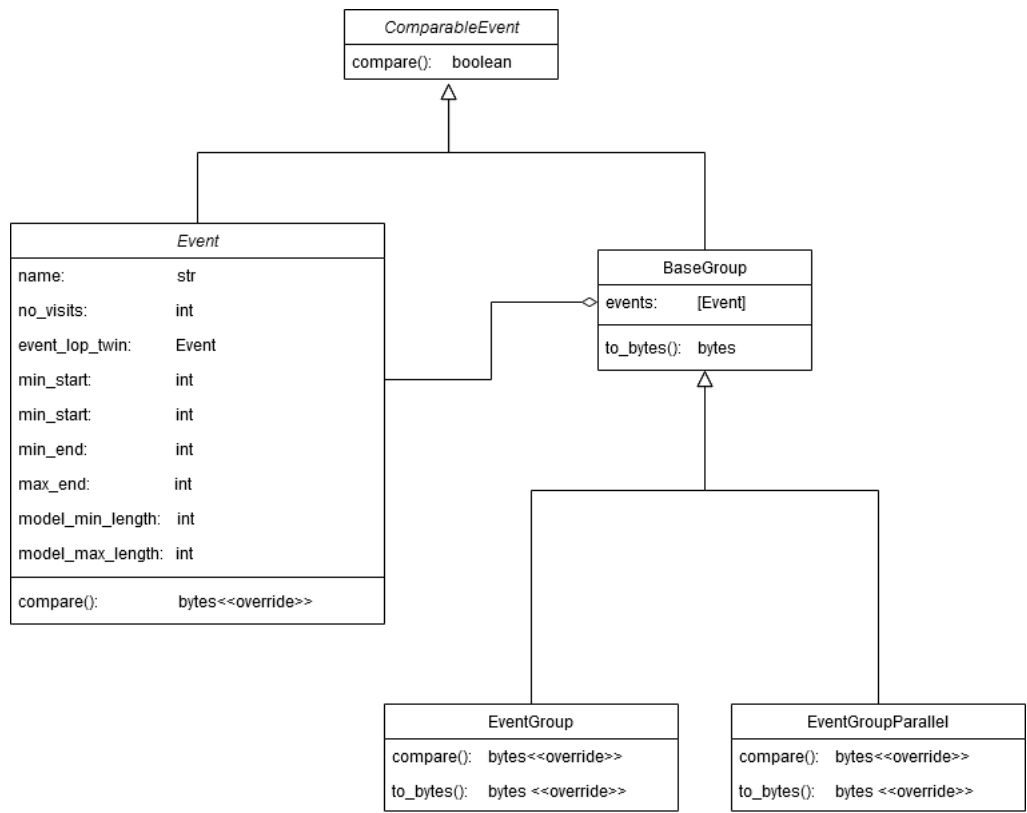 ComparableEvent
compare(): boolean
Event
name: str
no_visits: int
event_lop_twin: Event
min_start: int
min_start: int
min_end: int
max_end: int
model_min_length: int
model_max_length: int
compare(): bytes<<override>>
BaseGroup
events: [Event]
to_bytes(): bytes
EventGroup
compare(): bytes<<override>>
to_bytes(): bytes <<override>>
EventGroupParallel
compare(): bytes<<override>>
to_bytes(): bytes <<override>>